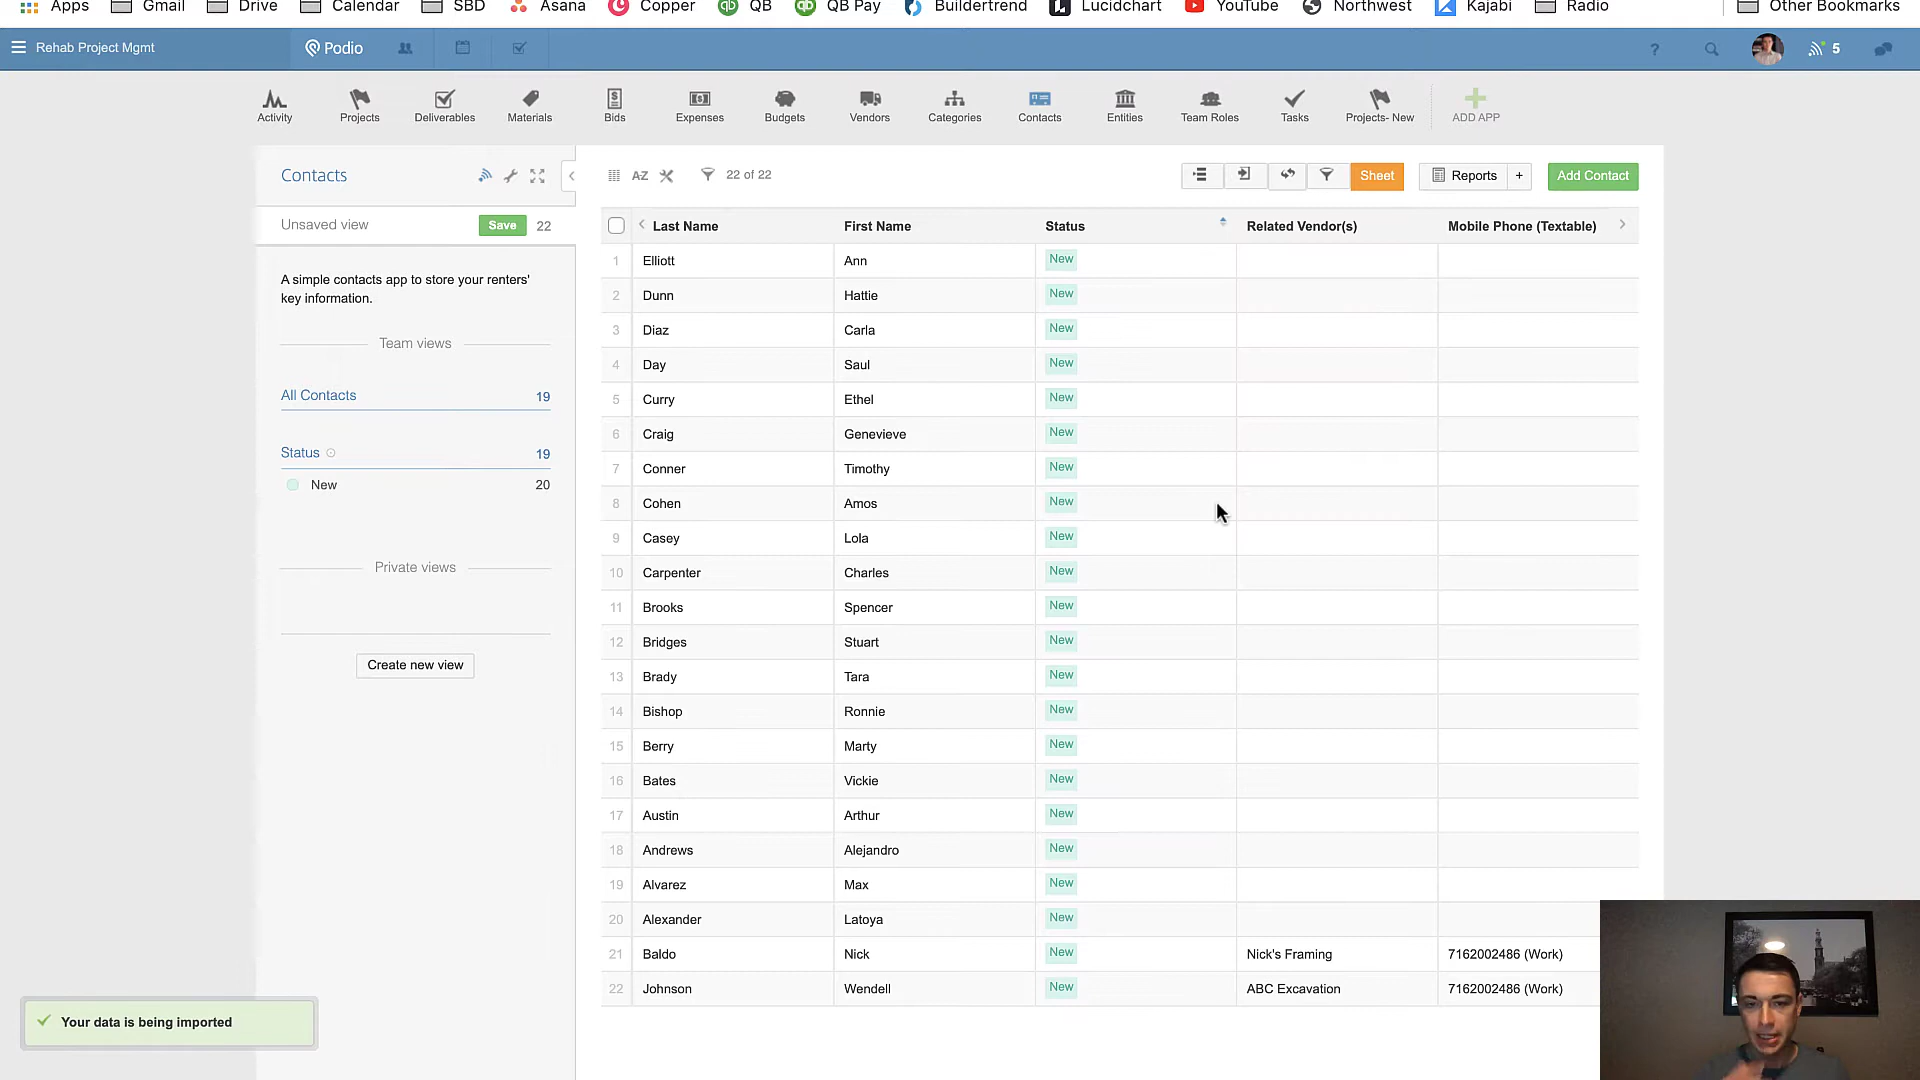 Apps Gmail Drive Calendar SBD Asana Copper QB QB Pay Buildertrend Lucidchart YouTube Northwest Kajabi Radio Other Bookmarks
Rehab Project Mgmt Podio ? 5
Activity Projects Deliverables Materials Bids Expenses Budgets Vendors Categories Contacts Entities Team Roles Tasks Projects- New ADD APP
Contacts
A-Z 22 of 22 Sheet Reports + Add Contact
Unsaved view Save 22
A simple contacts app to store your renters'
key information.
Team views
All Contacts 19
Status 19
New 20
Private views
Create new view
Last Name First Name Status Related Vendor(s) Mobile Phone (Textable)
1 Elliott Ann New
2 Dunn Hattie New
3 Diaz Carla New
4 Day Saul New
5 Curry Ethel New
6 Craig Genevieve New
7 Conner Timothy New
8 Cohen Amos New
9 Casey Lola New
10 Carpenter Charles New
11 Brooks Spencer New
12 Bridges Stuart New
13 Brady Tara New
14 Bishop Ronnie New
15 Berry Marty New
16 Bates Vickie New
17 Austin Arthur New
18 Andrews Alejandro New
19 Alvarez Max New
20 Alexander Latoya New
21 Baldo Nick New Nick's Framing 7162002486 (Work)
22 Johnson Wendell New ABC Excavation 7162002486 (Work)
Your data is being imported